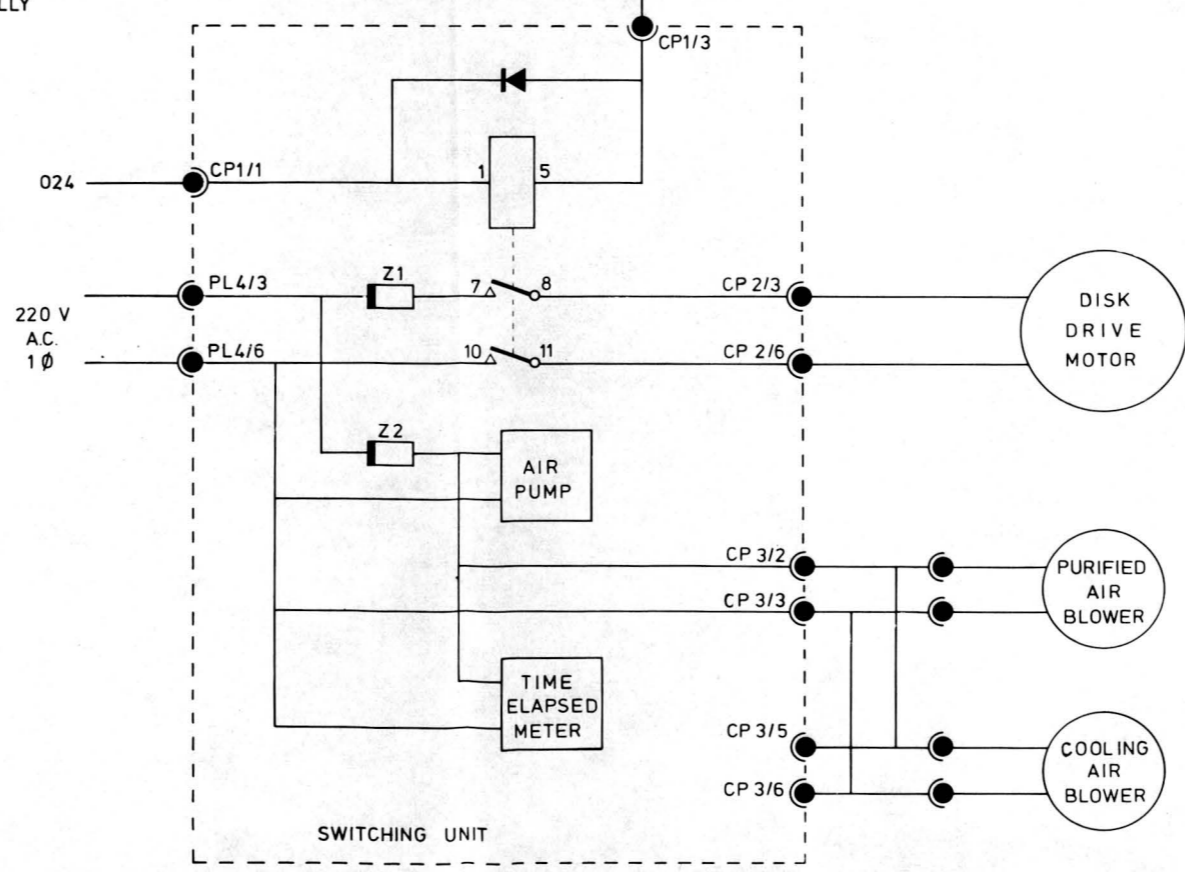 LLY
CP1/3
CP1/1
1
5
024
PL4/3
Z1
7
8
CP 2/3
220 V
A.C.
1Ø
PL4/6
10
11
CP 2/6
DISK
DRIVE
MOTOR
Z2
AIR
PUMP
CP 3/2
CP 3/3
PURIFIED
AIR
BLOWER
TIME
ELAPSED
METER
CP 3/5
CP 3/6
COOLING
AIR
BLOWER
SWITCHING UNIT